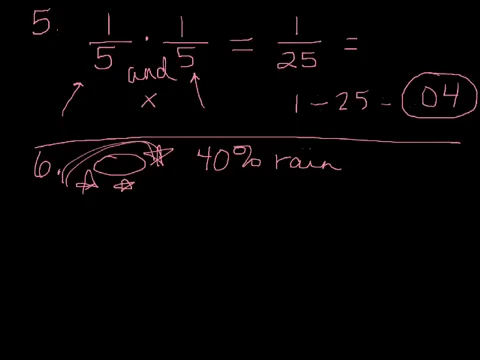 5. 1/5 · 1/5 = 1/25 =
and
x
1 – 25 – 04
6. 40% rain